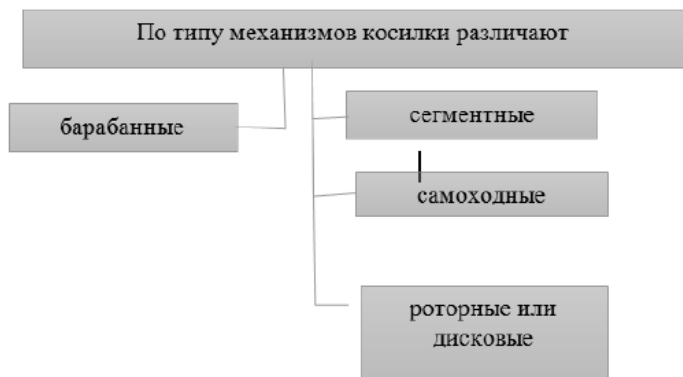 По типу механизмов косилки различают
барабанные
сегментные
самоходные
роторные или
дисковые